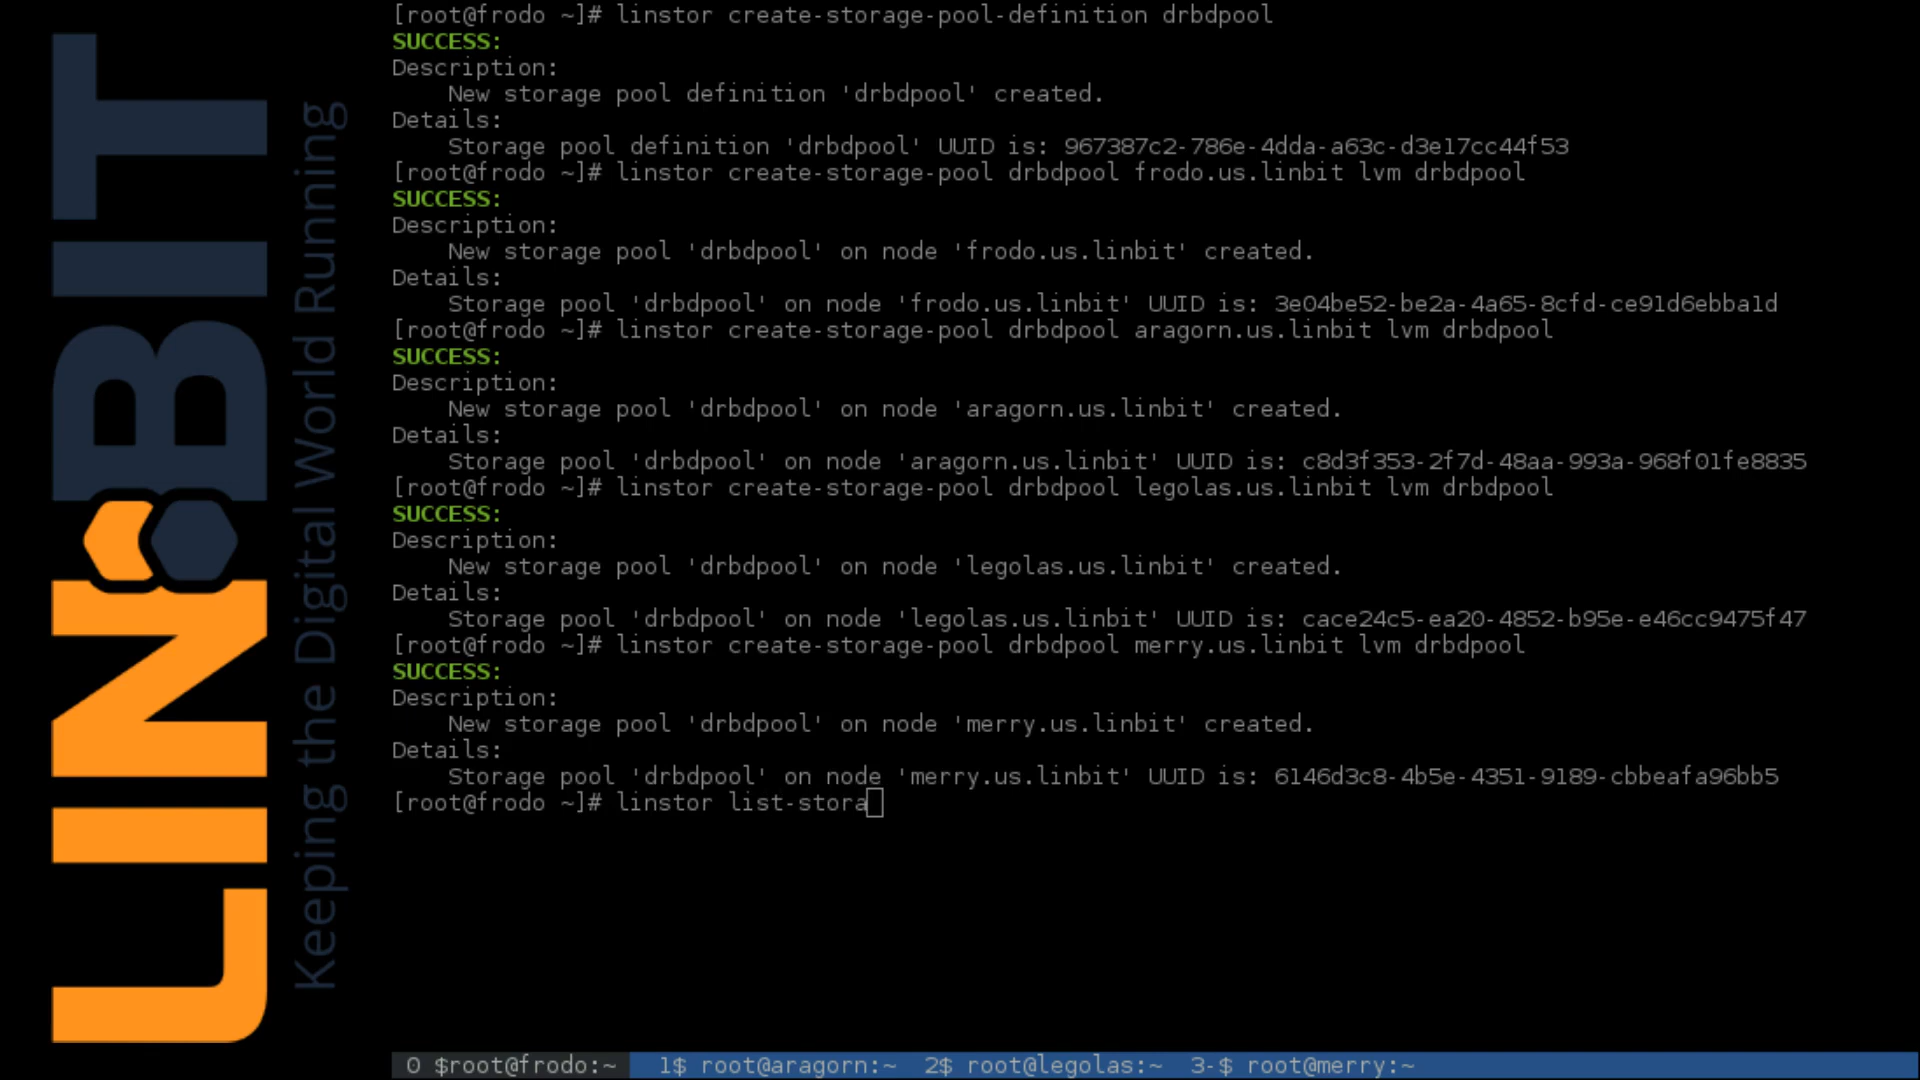 LINBIT
Keeping the Digital World Running
[root@frodo ~]# linstor create-storage-pool-definition drbdpool
SUCCESS:
Description:
    New storage pool definition 'drbdpool' created.
Details:
    Storage pool definition 'drbdpool' UUID is: 967387c2-786e-4dda-a63c-d3e17cc44f53
[root@frodo ~]# linstor create-storage-pool drbdpool frodo.us.linbit lvm drbdpool
SUCCESS:
Description:
    New storage pool 'drbdpool' on node 'frodo.us.linbit' created.
Details:
    Storage pool 'drbdpool' on node 'frodo.us.linbit' UUID is: 3e04be52-be2a-4a65-8cfd-ce91d6ebba1d
[root@frodo ~]# linstor create-storage-pool drbdpool aragorn.us.linbit lvm drbdpool
SUCCESS:
Description:
    New storage pool 'drbdpool' on node 'aragorn.us.linbit' created.
Details:
    Storage pool 'drbdpool' on node 'aragorn.us.linbit' UUID is: c8d3f353-2f7d-48aa-993a-968f01fe8835
[root@frodo ~]# linstor create-storage-pool drbdpool legolas.us.linbit lvm drbdpool
SUCCESS:
Description:
    New storage pool 'drbdpool' on node 'legolas.us.linbit' created.
Details:
    Storage pool 'drbdpool' on node 'legolas.us.linbit' UUID is: cace24c5-ea20-4852-b95e-e46cc9475f47
[root@frodo ~]# linstor create-storage-pool drbdpool merry.us.linbit lvm drbdpool
SUCCESS:
Description:
    New storage pool 'drbdpool' on node 'merry.us.linbit' created.
Details:
    Storage pool 'drbdpool' on node 'merry.us.linbit' UUID is: 6146d3c8-4b5e-4351-9189-cbbeafa96bb5
[root@frodo ~]# linstor list-stora
0 $root@frodo:~  1$ root@aragorn:~  2$ root@legolas:~  3-$ root@merry:~